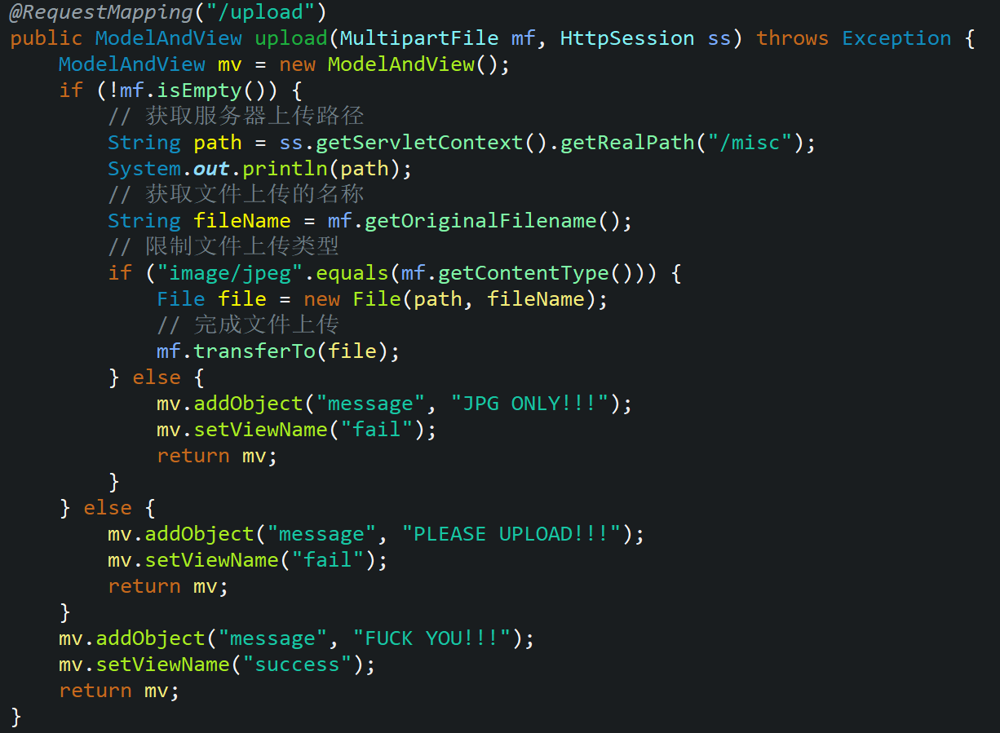 @RequestMapping("/upload")
public ModelAndView upload(MultipartFile mf, HttpSession ss) throws Exception {
    ModelAndView mv = new ModelAndView();
    if (!mf.isEmpty()) {
        // 获取服务器上传路径
        String path = ss.getServletContext().getRealPath("/misc");
        System.out.println(path);
        // 获取文件上传的名称
        String fileName = mf.getOriginalFilename();
        // 限制文件上传类型
        if ("image/jpeg".equals(mf.getContentType())) {
            File file = new File(path, fileName);
            // 完成文件上传
            mf.transferTo(file);
        } else {
            mv.addObject("message", "JPG ONLY!!!");
            mv.setViewName("fail");
            return mv;
        }
    } else {
        mv.addObject("message", "PLEASE UPLOAD!!!");
        mv.setViewName("fail");
        return mv;
    }
    mv.addObject("message", "FUCK YOU!!!");
    mv.setViewName("success");
    return mv;
}